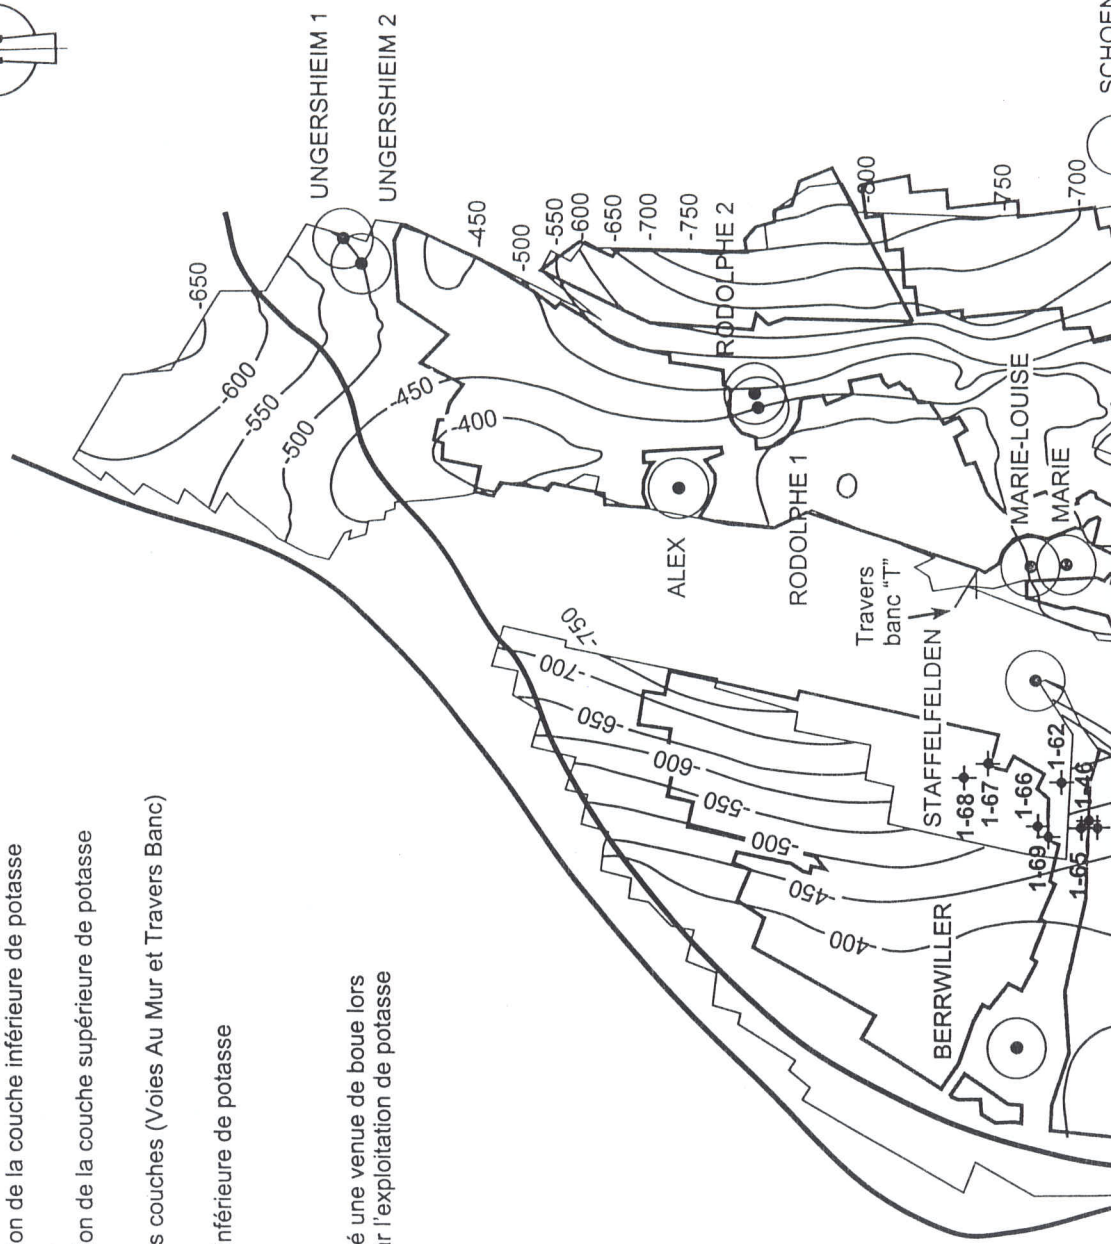 on de la couche inférieure de potasse
on de la couche supérieure de potasse
s couches (Voies Au Mur et Travers Banc)
nférieure de potasse
é une venue de boue lors
r l'exploitation de potasse
UNGERSHIEIM 1
UNGERSHIEIM 2
-650
-600
-550
-500
-450
-400
-450
-500
-550
-600
-650
-700
-750
-800
-750
-700
RODOLPHE 2
RODOLPHE 1
ALEX
MARIE-LOUISE
MARIE
SCHOEN
Travers
banc "T"
STAFFELFELDEN
BERRWILLER
-750
-700
-650
-600
-550
-500
-450
400
1-68
1-67
1-66
1-62
1-69
1-65
1-46